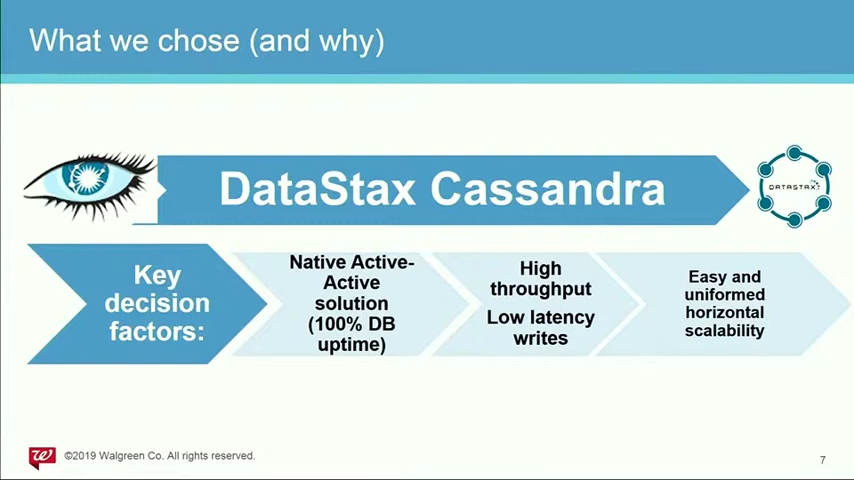 What we chose (and why)
DataStax Cassandra
DATASTAX
Key
decision
factors:
Native Active-
Active
solution
(100% DB
uptime)
High
throughput
Low latency
writes
Easy and
uniformed
horizontal
scalability
©2019 Walgreen Co. All rights reserved.
7